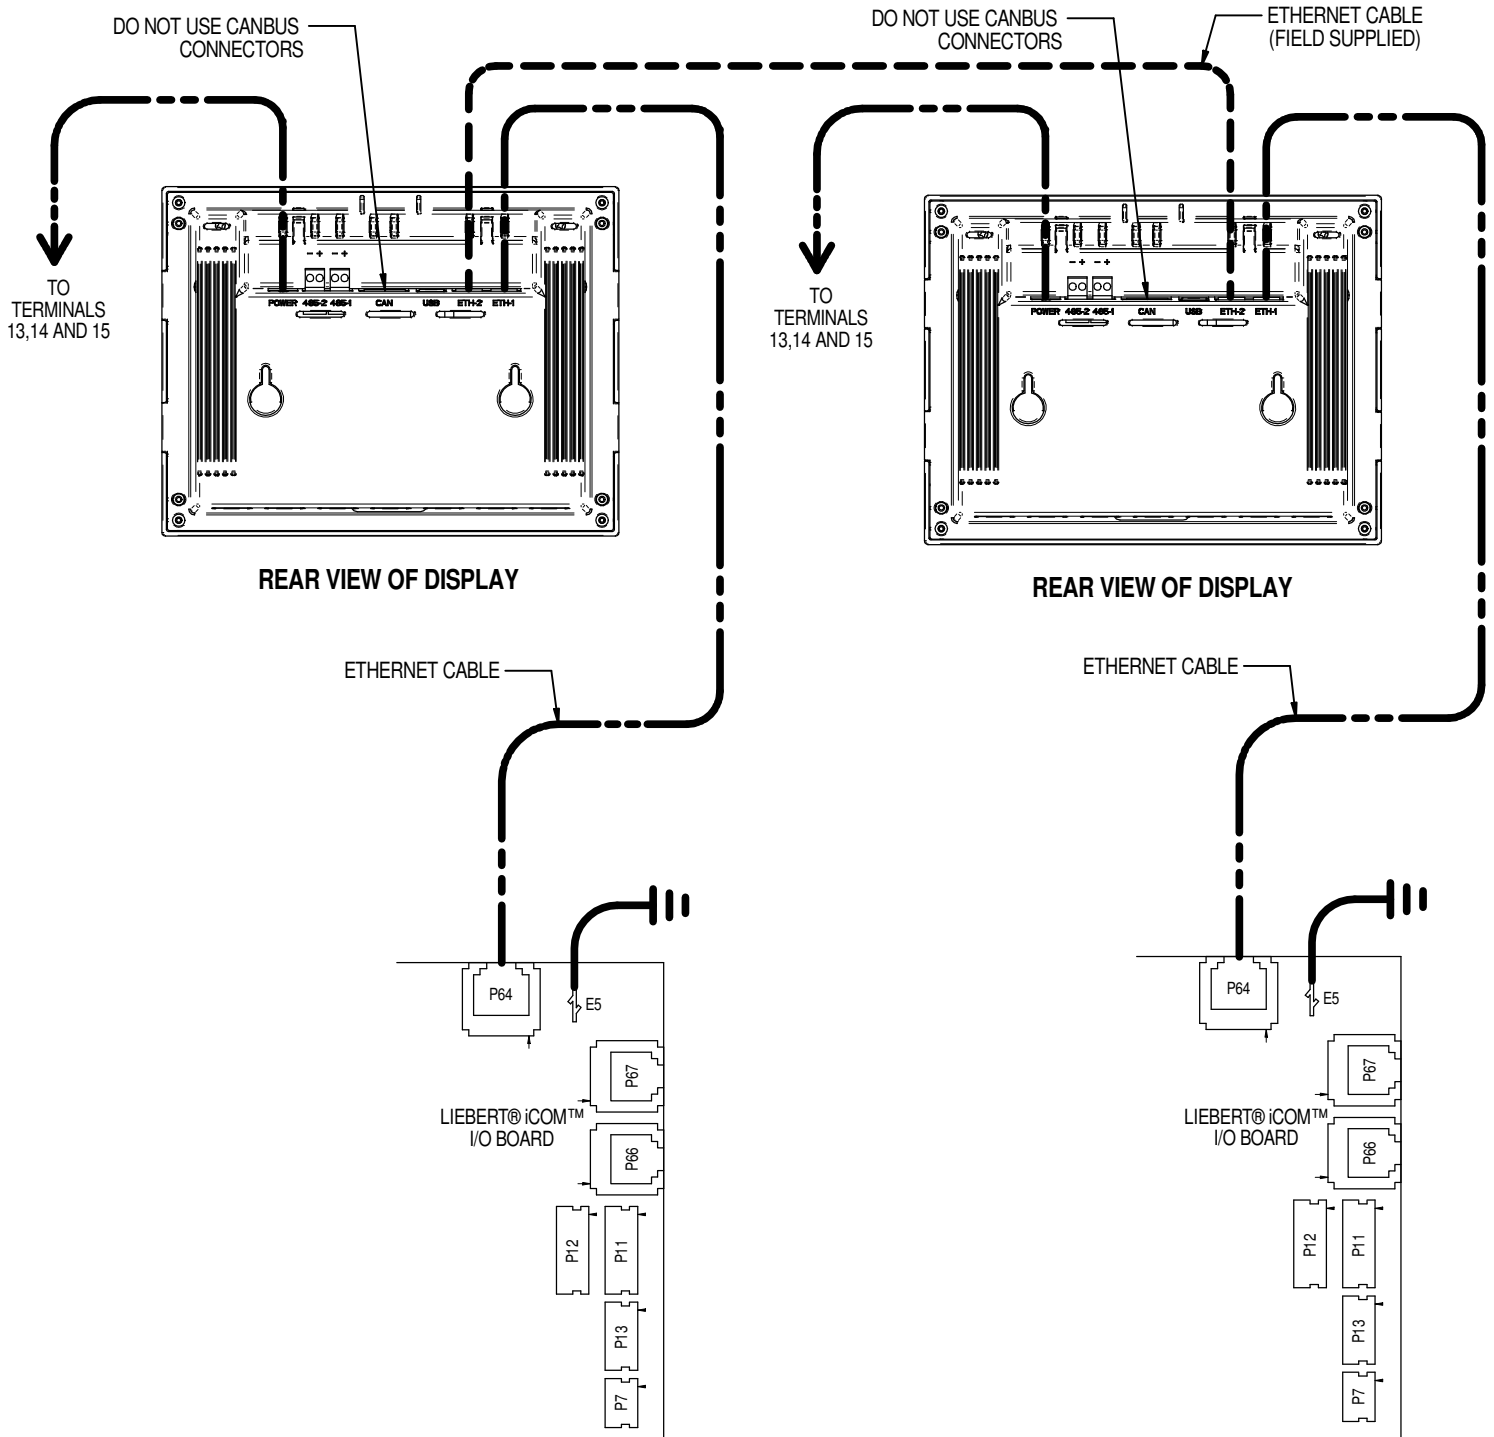 DO NOT USE CANBUS
CONNECTORS
DO NOT USE CANBUS
CONNECTORS
ETHERNET CABLE
(FIELD SUPPLIED)
TO
TERMINALS
13,14 AND 15
- + - +
POWER 485-2 485-1 CAN USB ETH-2 ETH-1
REAR VIEW OF DISPLAY
TO
TERMINALS
13,14 AND 15
- + - +
POWER 485-2 485-1 CAN USB ETH-2 ETH-1
REAR VIEW OF DISPLAY
ETHERNET CABLE
ETHERNET CABLE
P64
E5
P67
LIEBERT® iCOM™
I/O BOARD
P66
P12
P11
P13
P7
P64
E5
P67
LIEBERT® iCOM™
I/O BOARD
P66
P12
P11
P13
P7